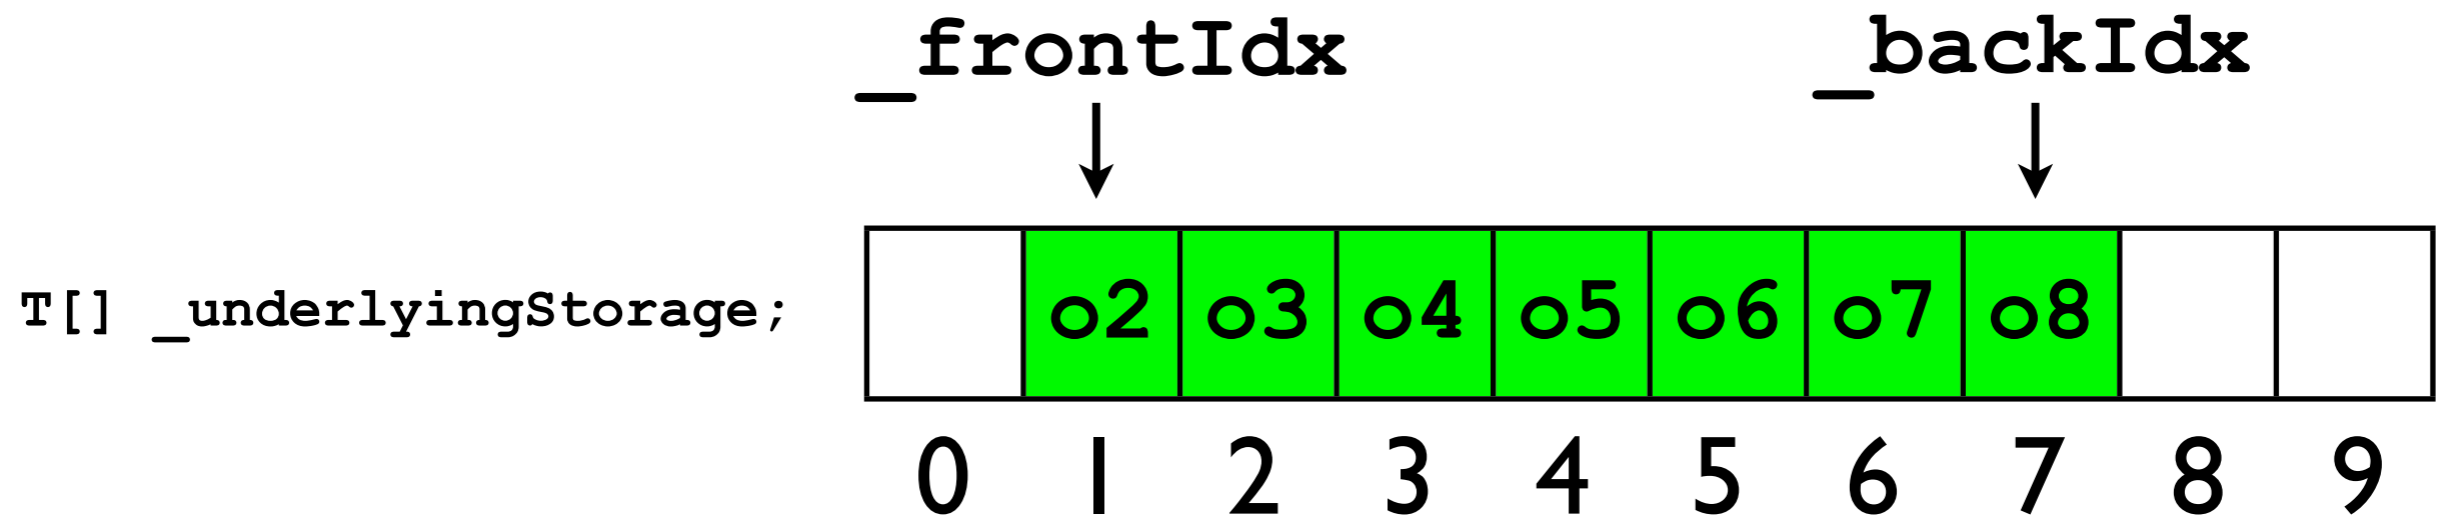 _frontIdx _backIdx
T[] _underlyingStorage; o2 o3 o4 o5 o6 o7 o8
0 1 2 3 4 5 6 7 8 9